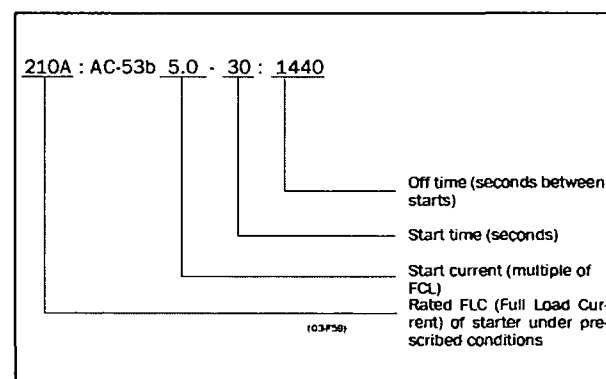 210A : AC-53b 5.0 - 30 : 1440
Off time (seconds between
starts)
Start time (seconds)
Start current (multiple of
FCL)
Rated FLC (Full Load Cur-
rent) of starter under pre-
scribed conditions
(03-F59)